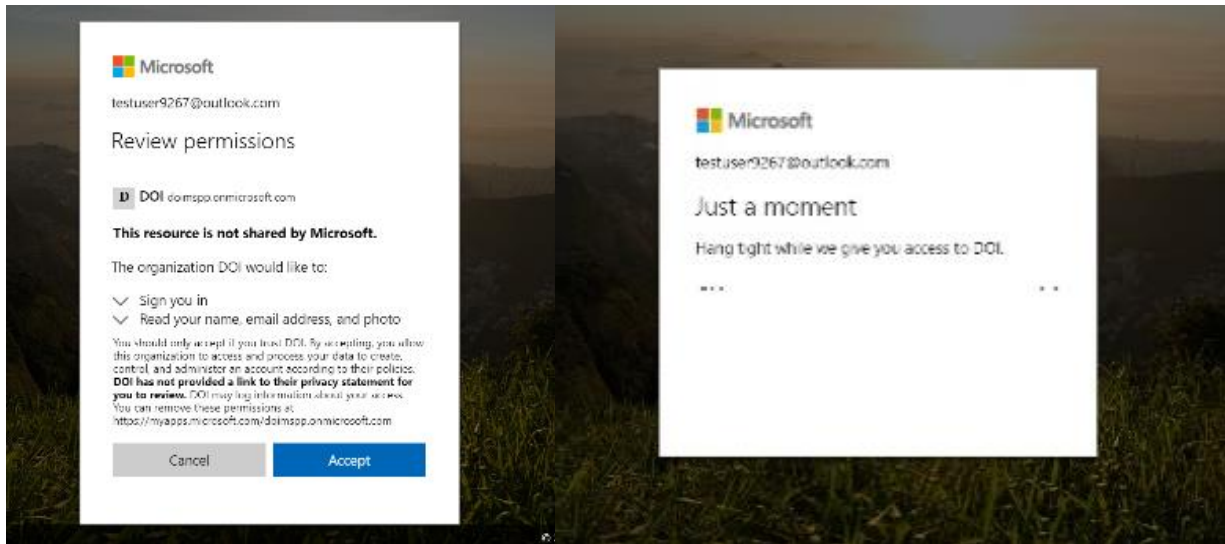 Microsoft
testuser9267@outlook.com
Review permissions
D DOI doimspp.onmicrosoft.com
This resource is not shared by Microsoft.
The organization DOI would like to:
Sign you in
Read your name, email address, and photo
You should only accept if you trust DOI. By accepting, you allow
this organization to access and process your data to create,
control, and administer an account according to their policies.
DOI has not provided a link to their privacy statement for
you to review. DOI may log information about your access.
You can remove these permissions at
https://myapps.microsoft.com/doimspp.onmicrosoft.com
Cancel Accept
Microsoft
testuser9267@outlook.com
Just a moment
Hang tight while we give you access to DOI.